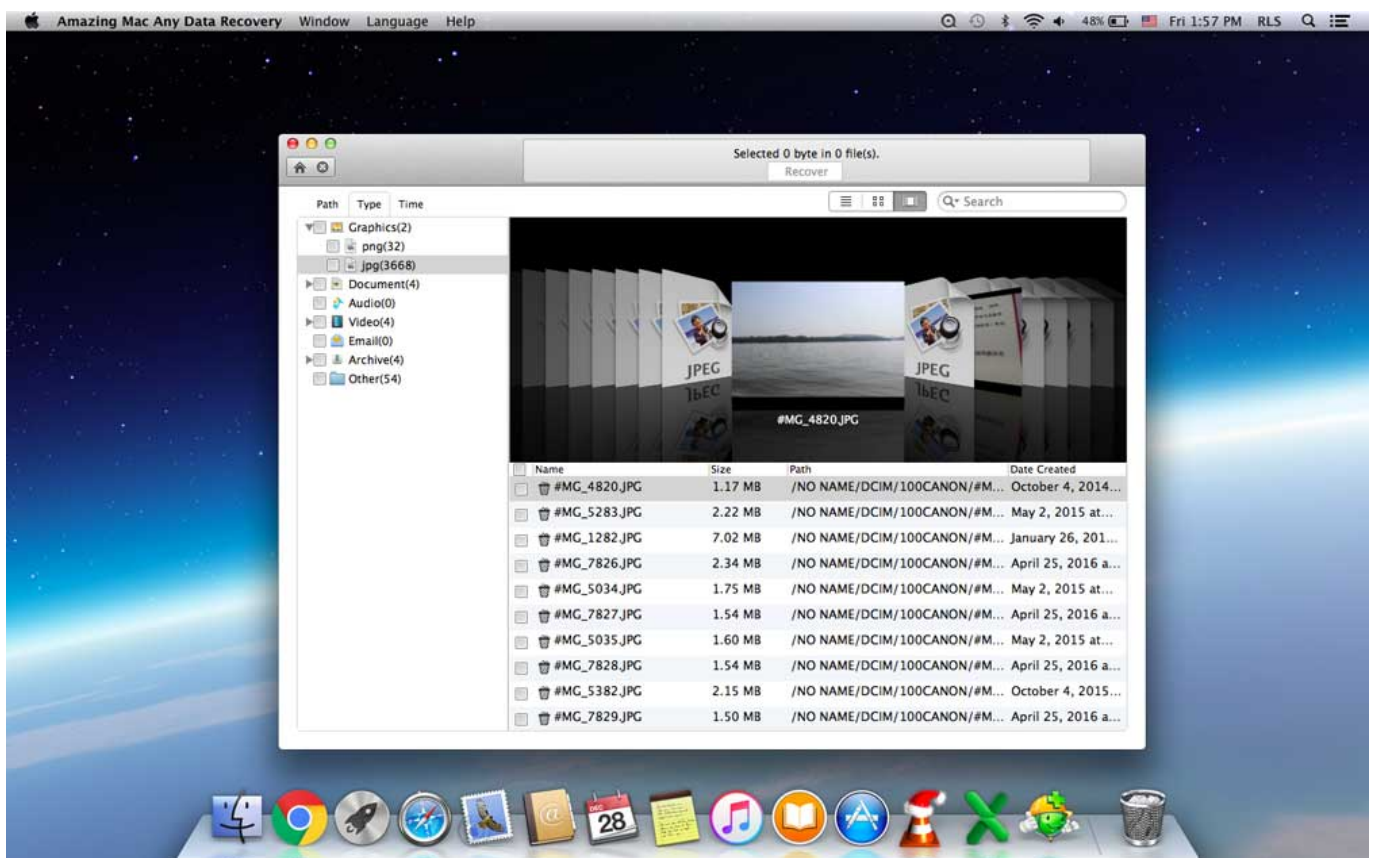 Amazing Mac Any Data Recovery Window Language Help 48% Fri 1:57 PM RLS
Selected 0 byte in 0 file(s).
Recover
Path Type Time
Search
Graphics(2)
png(32)
jpg(3668)
Document(4)
Audio(0)
Video(4)
Email(0)
Archive(4)
Other(54)
JPEG
JPEG
#MG_4820.JPG
Name Size Path Date Created
#MG_4820.JPG 1.17 MB /NO NAME/DCIM/100CANON/#M... October 4, 2014...
#MG_5283.JPG 2.22 MB /NO NAME/DCIM/100CANON/#M... May 2, 2015 at...
#MG_1282.JPG 7.02 MB /NO NAME/DCIM/100CANON/#M... January 26, 201...
#MG_7826.JPG 2.34 MB /NO NAME/DCIM/100CANON/#M... April 25, 2016 a...
#MG_5034.JPG 1.75 MB /NO NAME/DCIM/100CANON/#M... May 2, 2015 at...
#MG_7827.JPG 1.54 MB /NO NAME/DCIM/100CANON/#M... April 25, 2016 a...
#MG_5035.JPG 1.60 MB /NO NAME/DCIM/100CANON/#M... May 2, 2015 at...
#MG_7828.JPG 1.54 MB /NO NAME/DCIM/100CANON/#M... April 25, 2016 a...
#MG_5382.JPG 2.15 MB /NO NAME/DCIM/100CANON/#M... October 4, 2015...
#MG_7829.JPG 1.50 MB /NO NAME/DCIM/100CANON/#M... April 25, 2016 a...
@
DEC
28